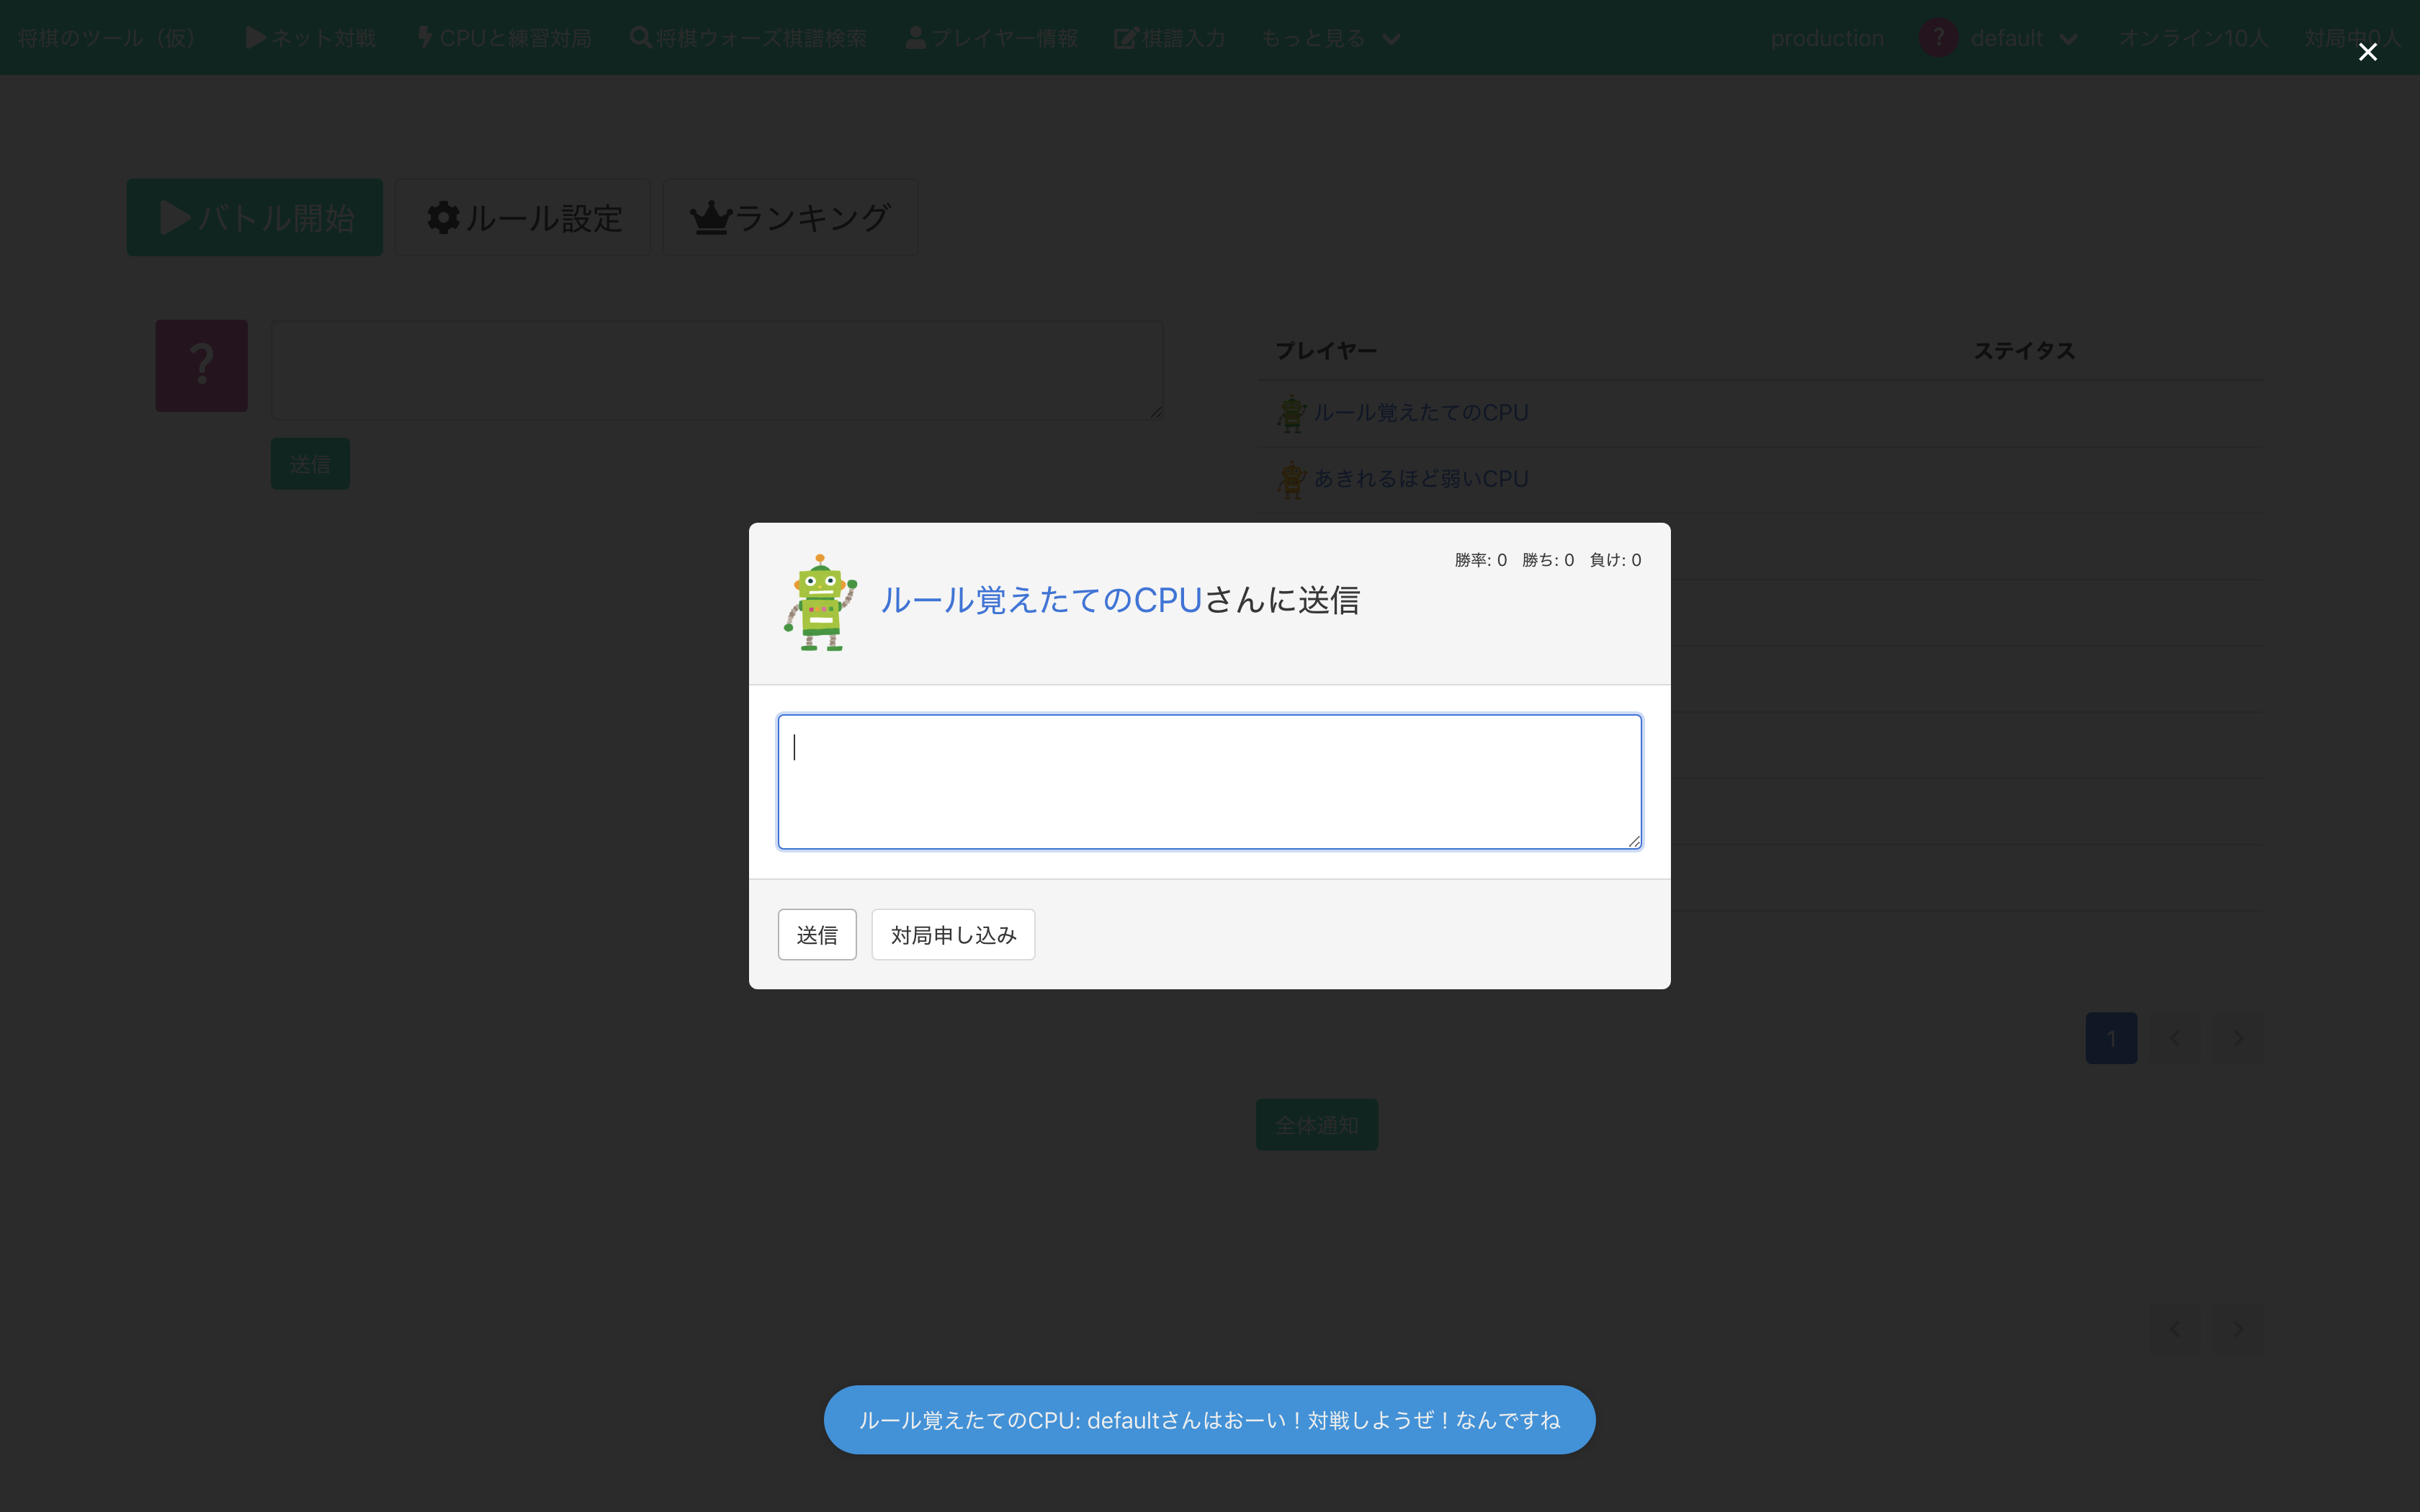 将棋のツール（仮） ネット対戦 CPUと練習対局 将棋ウォーズ棋譜検索 プレイヤー情報 棋譜入力 もっと見る production ? default オンライン10人 対局中0人
バトル開始 ルール設定 ランキング
?
送信
プレイヤー ステイタス
ルール覚えたてのCPU
あきれるほど弱いCPU
勝率: 0 勝ち: 0 負け: 0
ルール覚えたてのCPUさんに送信
送信 対局申し込み
1
全体通知
ルール覚えたてのCPU: defaultさんはおーい！対戦しようぜ！なんですね